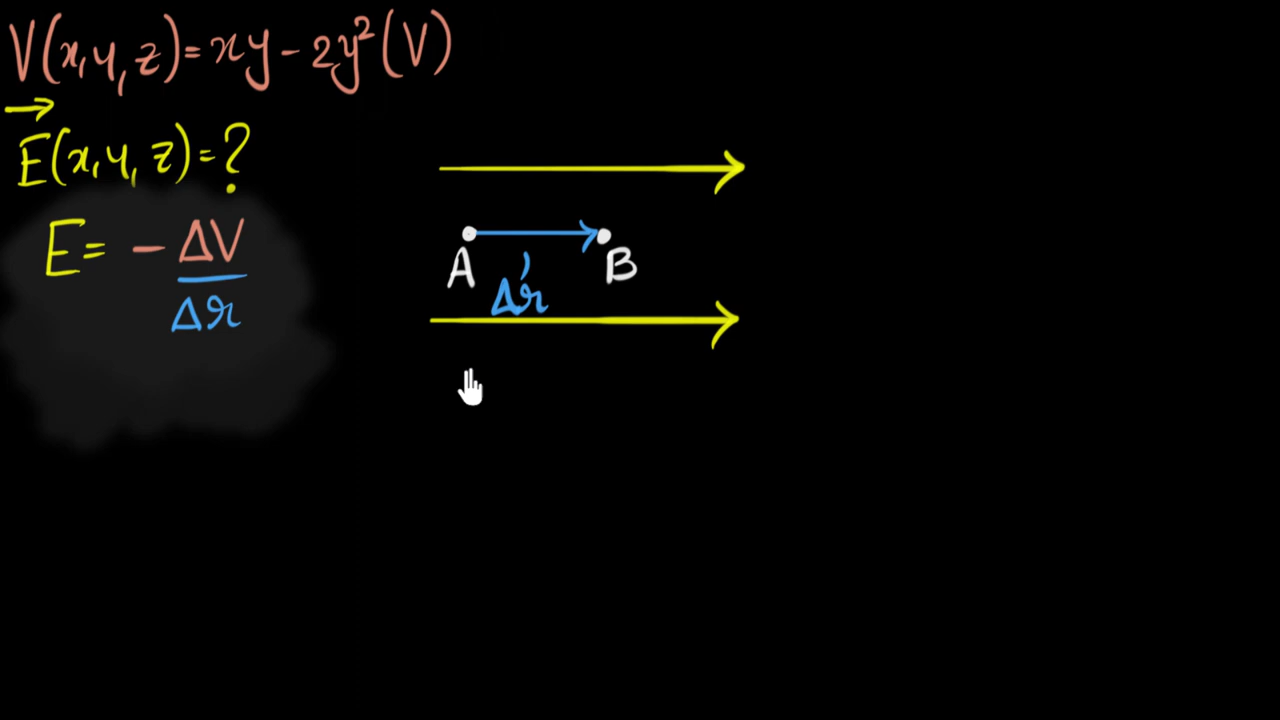 V(x,y,z)=xy-2y²(V)
E⃗(x,y,z)=?
E= -ΔV/Δr
A B
Δr